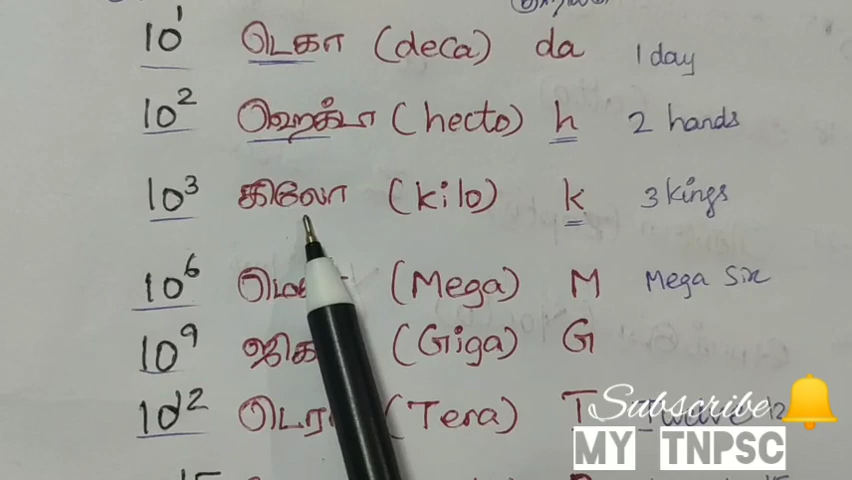 10¹ டெகா (deca) da 1 day
10² ஹெக்டா (hecto) h 2 hands
10³ கிலோ (kilo) k 3 kings
10⁶ (Mega) M Mega Six
10⁹ (Giga) G
10¹² (Tera) T 12
Subscribe
MY TNPSC